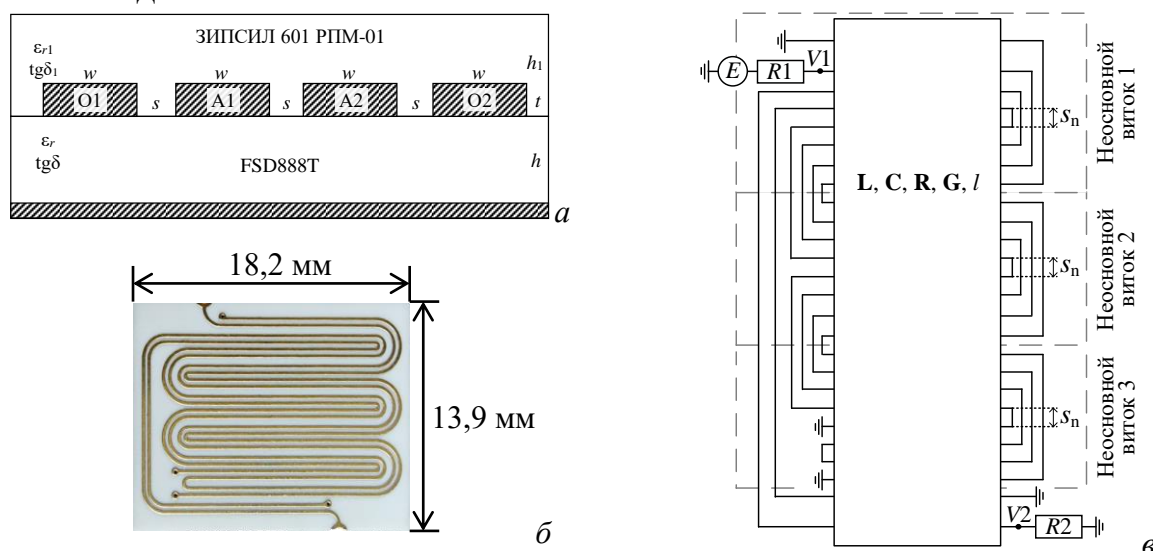 ЗИПСИЛ 601 РПМ-01
εr1
tgδ1
h1
w w w w
O1 s A1 s A2 s O2 t
εr
tgδ
FSD888T
h
а
18,2 мм
13,9 мм
б
E R1 V1
L, C, R, G, l
sn
Неосновной
виток 1
sn
Неосновной
виток 2
sn
Неосновной
виток 3
V2 R2